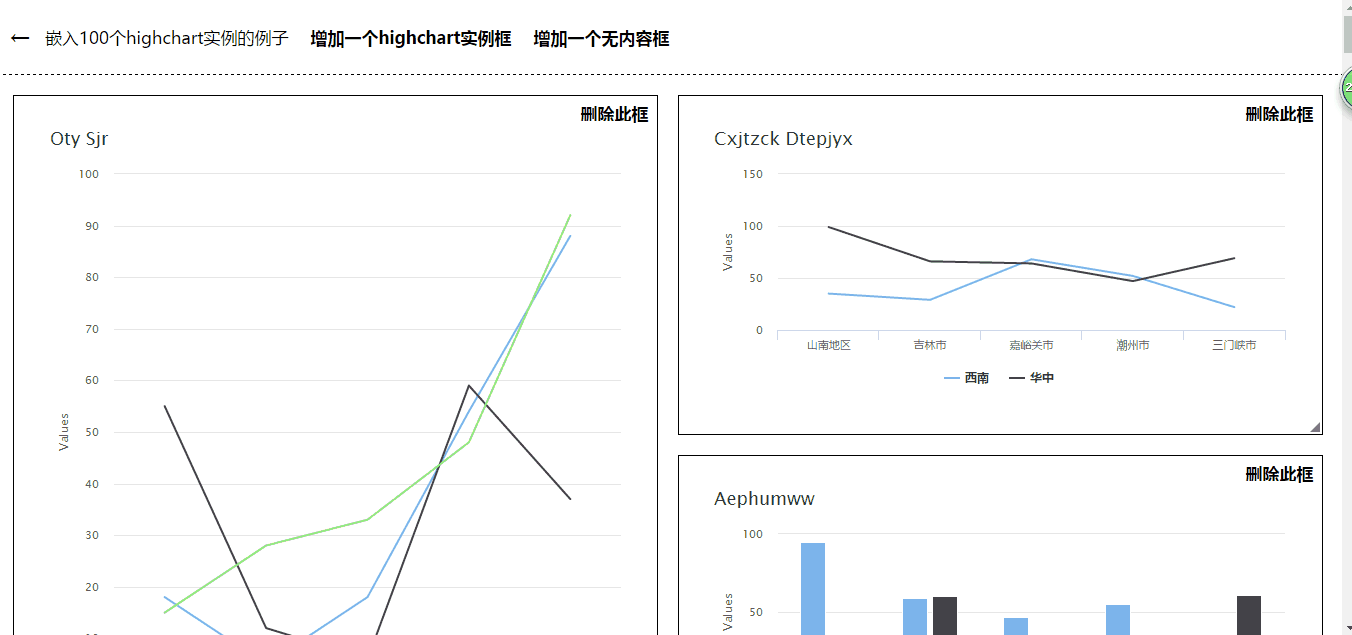 ← 嵌入100个highchart实例的例子 增加一个highchart实例框 增加一个无内容框
删除此框
Oty Sjr
100
90
80
70
60
50
40
30
20
Values
删除此框
Cxjtzck Dtepjyx
150
100
50
0
Values
山南地区 吉林市 嘉峪关市 潮州市 三门峡市
西南 华中
删除此框
Aephumww
100
50
Values